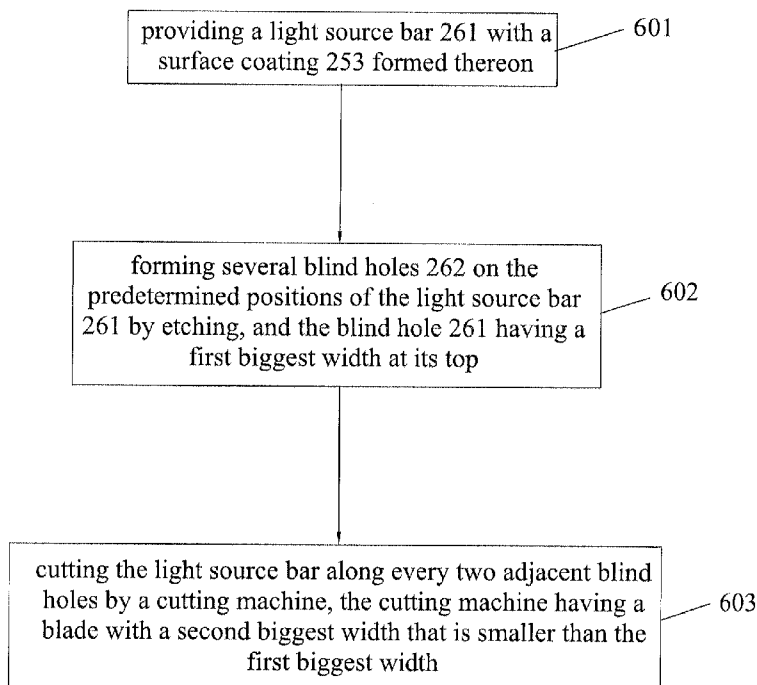 providing a light source bar 261 with a
surface coating 253 formed thereon
601
forming several blind holes 262 on the
predetermined positions of the light source bar
261 by etching, and the blind hole 261 having a
first biggest width at its top
602
cutting the light source bar along every two adjacent blind
holes by a cutting machine, the cutting machine having a
blade with a second biggest width that is smaller than the
first biggest width
603